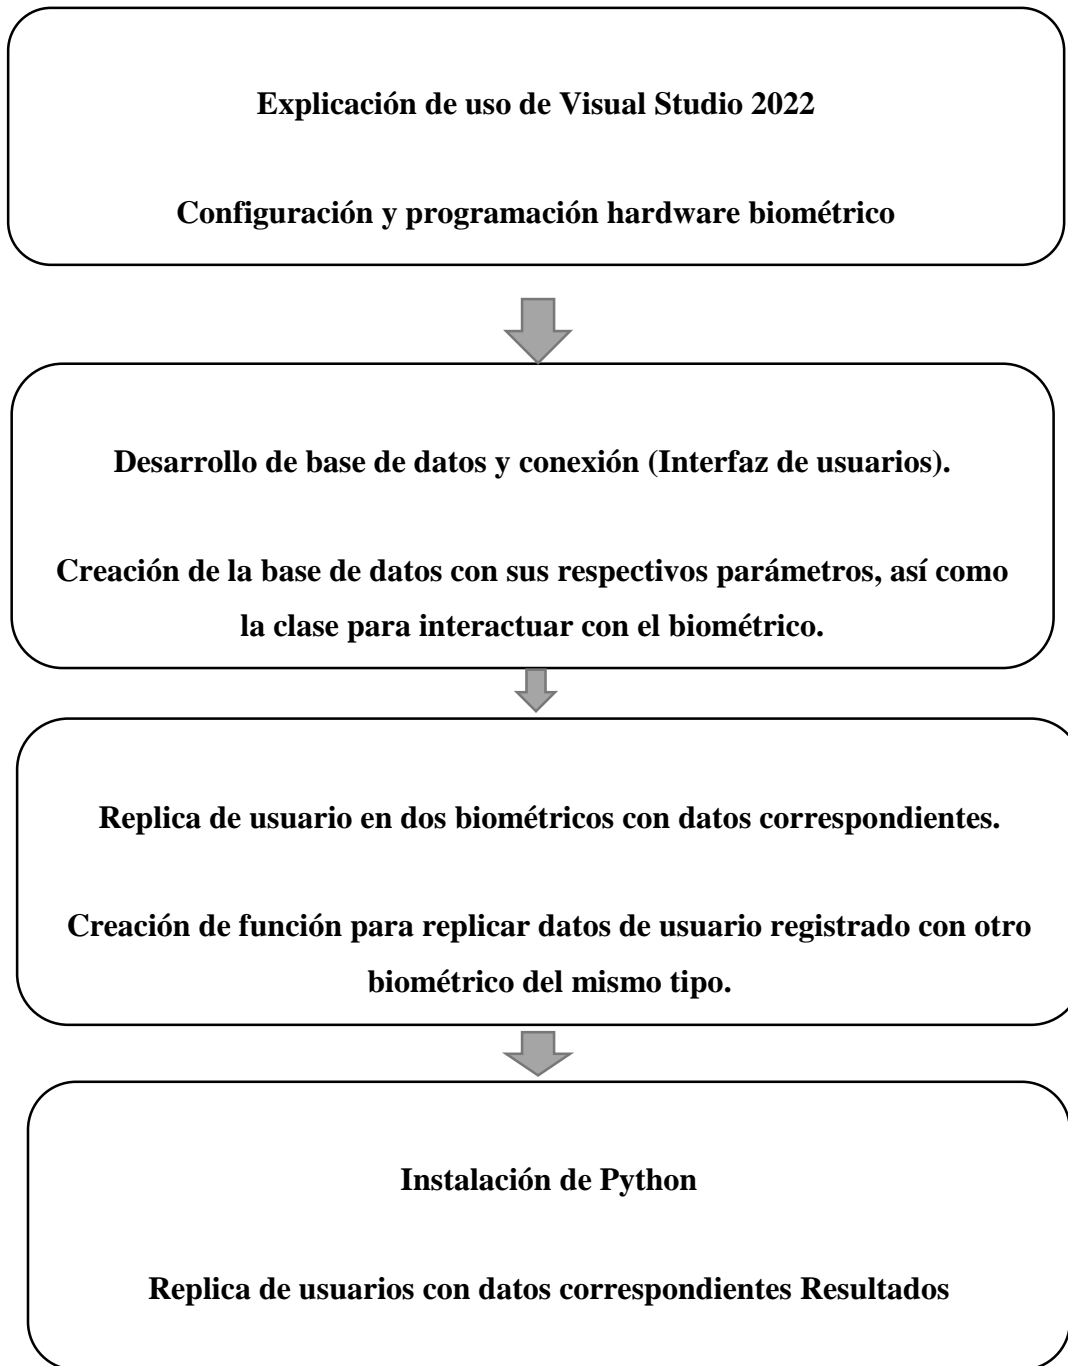 Explicación de uso de Visual Studio 2022
Configuración y programación hardware biométrico
Desarrollo de base de datos y conexión (Interfaz de usuarios).
Creación de la base de datos con sus respectivos parámetros, así como
la clase para interactuar con el biométrico.
Replica de usuario en dos biométricos con datos correspondientes.
Creación de función para replicar datos de usuario registrado con otro
biométrico del mismo tipo.
Instalación de Python
Replica de usuarios con datos correspondientes Resultados